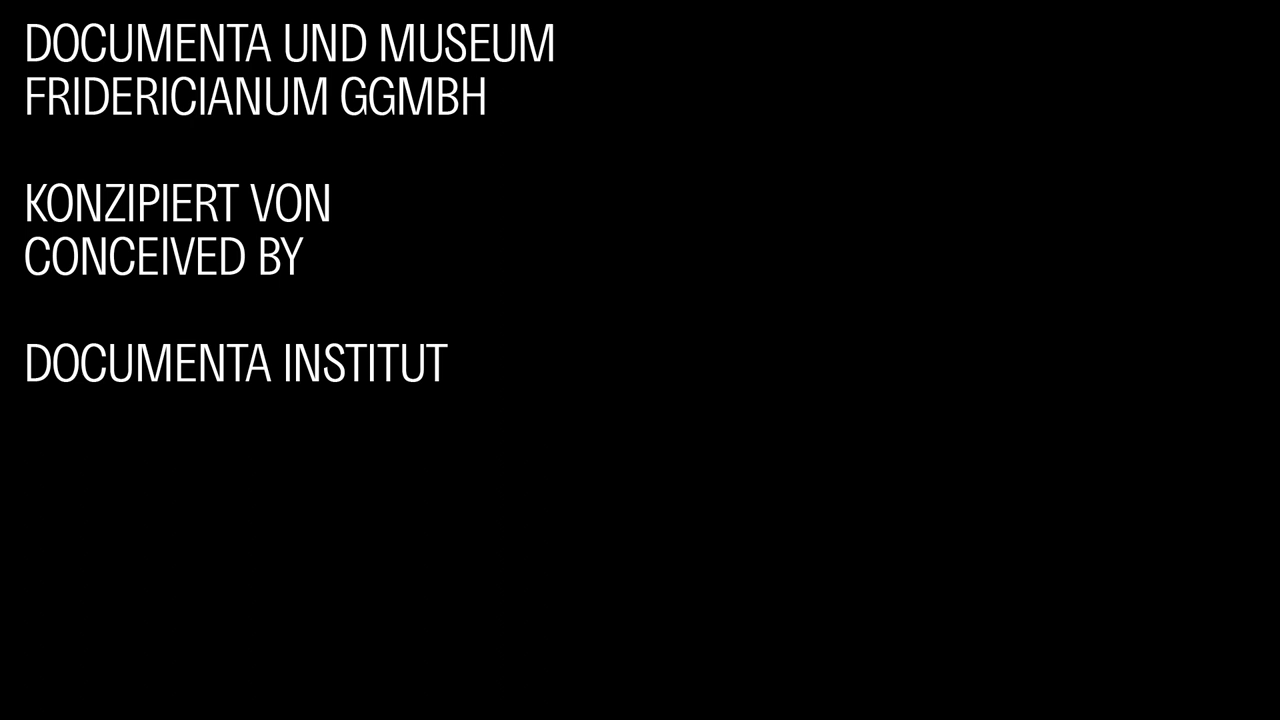 DOCUMENTA UND MUSEUM
FRIDERICIANUM GGMBH
KONZIPIERT VON
CONCEIVED BY
DOCUMENTA INSTITUT